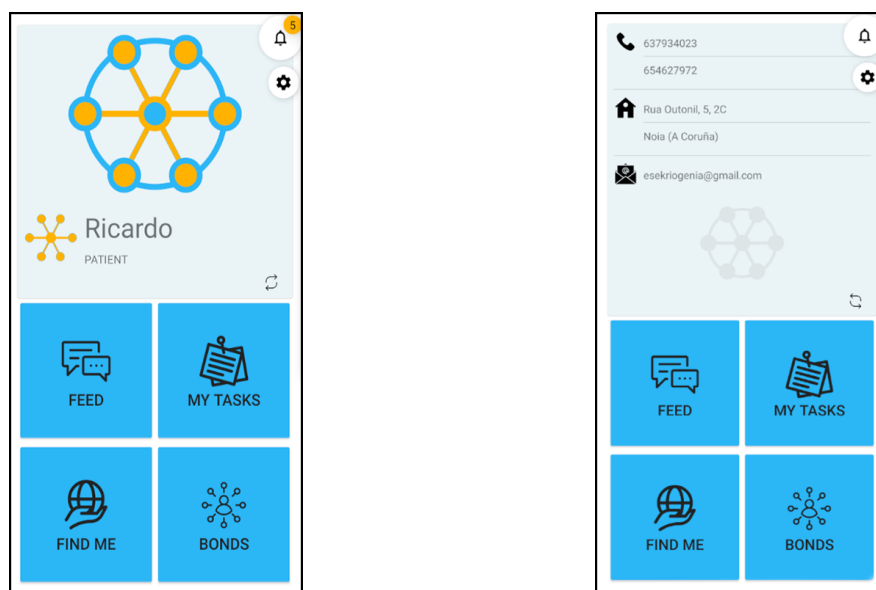 5
Ricardo
PATIENT
FEED
MY TASKS
FIND ME
BONDS
637934023
654627972
Rua Outonil, 5, 2C
Noia (A Coruña)
esekriogenia@gmail.com
FEED
MY TASKS
FIND ME
BONDS